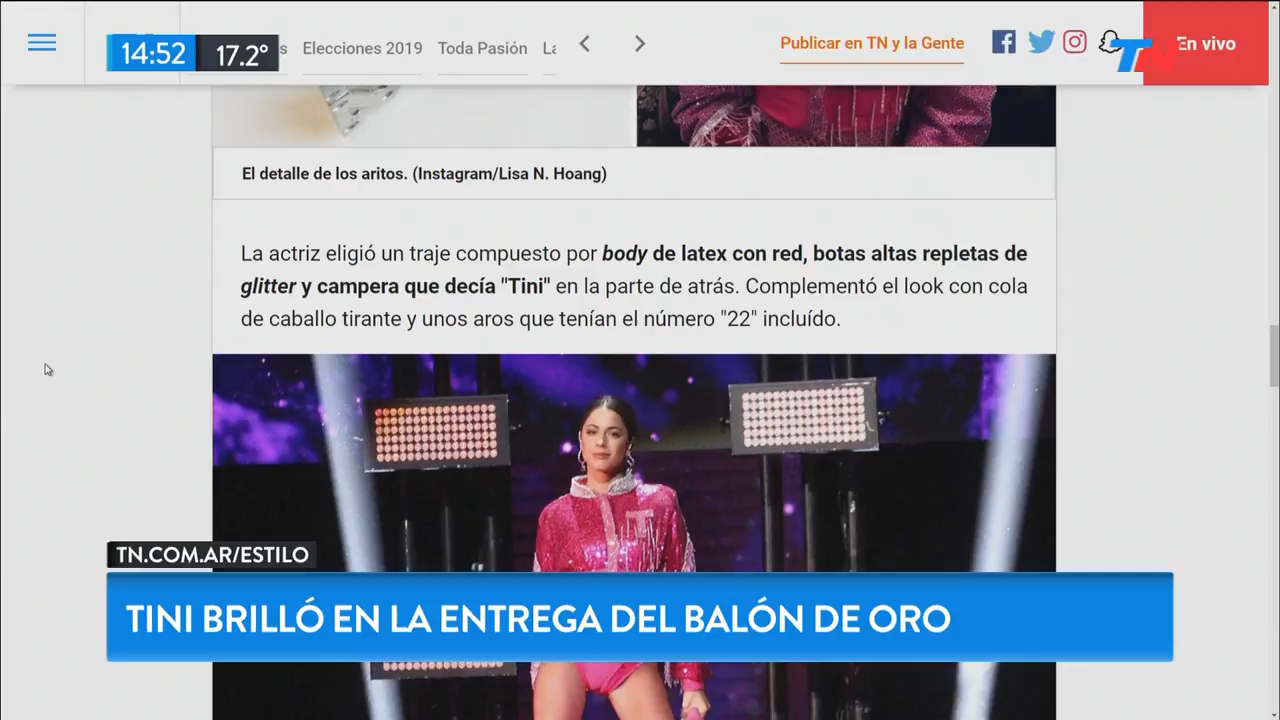 14:52 17.2°
s Elecciones 2019 Toda Pasión La
Publicar en TN y la Gente
TN En vivo
El detalle de los aritos. (Instagram/Lisa N. Hoang)
La actriz eligió un traje compuesto por body de latex con red, botas altas repletas de
glitter y campera que decía "Tini" en la parte de atrás. Complementó el look con cola
de caballo tirante y unos aros que tenían el número "22" incluído.
TN.COM.AR/ESTILO
TINI BRILLÓ EN LA ENTREGA DEL BALÓN DE ORO